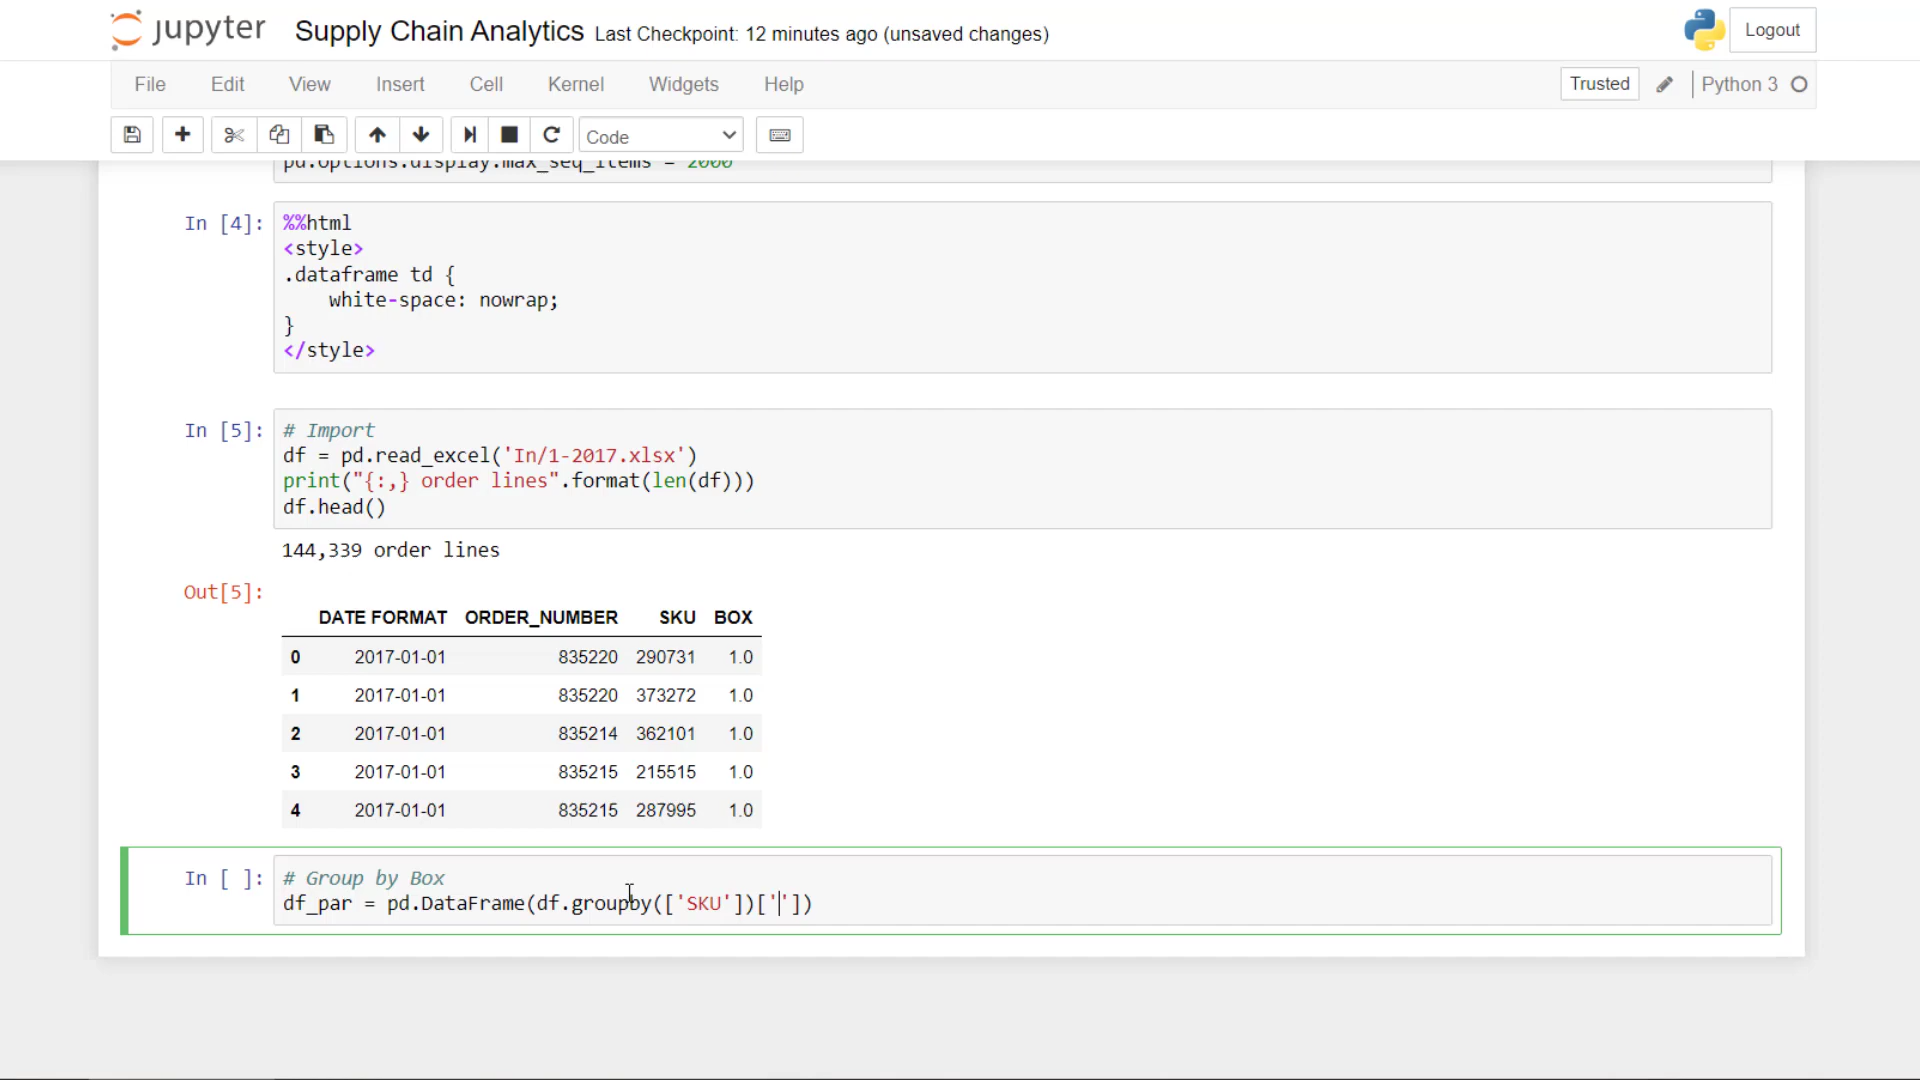 jupyter Supply Chain Analytics Last Checkpoint: 12 minutes ago (unsaved changes) Logout
File Edit View Insert Cell Kernel Widgets Help Trusted Python 3
Code
pd.options.display.max_seq_items = 2000
In [4]: %%html
<style>
.dataframe td {
    white-space: nowrap;
}
</style>
In [5]: # Import
df = pd.read_excel('In/1-2017.xlsx')
print("{:,} order lines".format(len(df)))
df.head()
144,339 order lines
Out[5]:
DATE FORMAT ORDER_NUMBER SKU BOX
0 2017-01-01 835220 290731 1.0
1 2017-01-01 835220 373272 1.0
2 2017-01-01 835214 362101 1.0
3 2017-01-01 835215 215515 1.0
4 2017-01-01 835215 287995 1.0
In [ ]: # Group by Box
df_par = pd.DataFrame(df.groupby(['SKU'])[''])